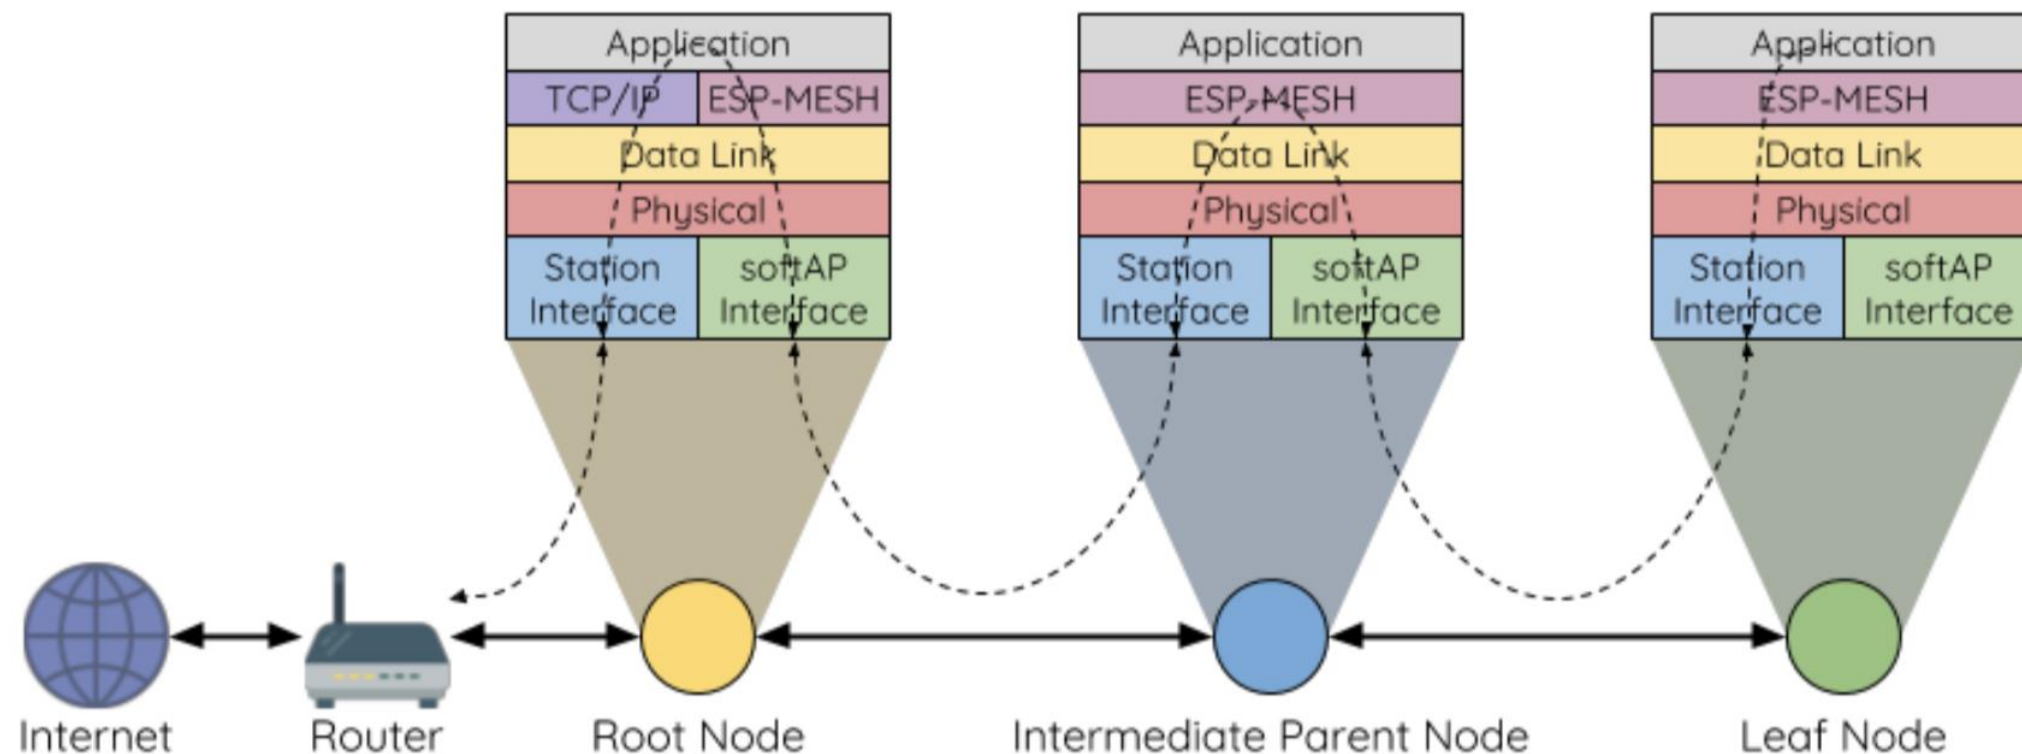 Application
TCP/IP
ESP-MESH
Data Link
Physical
Station
Interface
softAP
Interface
Application
ESP-MESH
Data Link
Physical
Station
Interface
softAP
Interface
Application
ESP-MESH
Data Link
Physical
Station
Interface
softAP
Interface
Internet
Router
Root Node
Intermediate Parent Node
Leaf Node